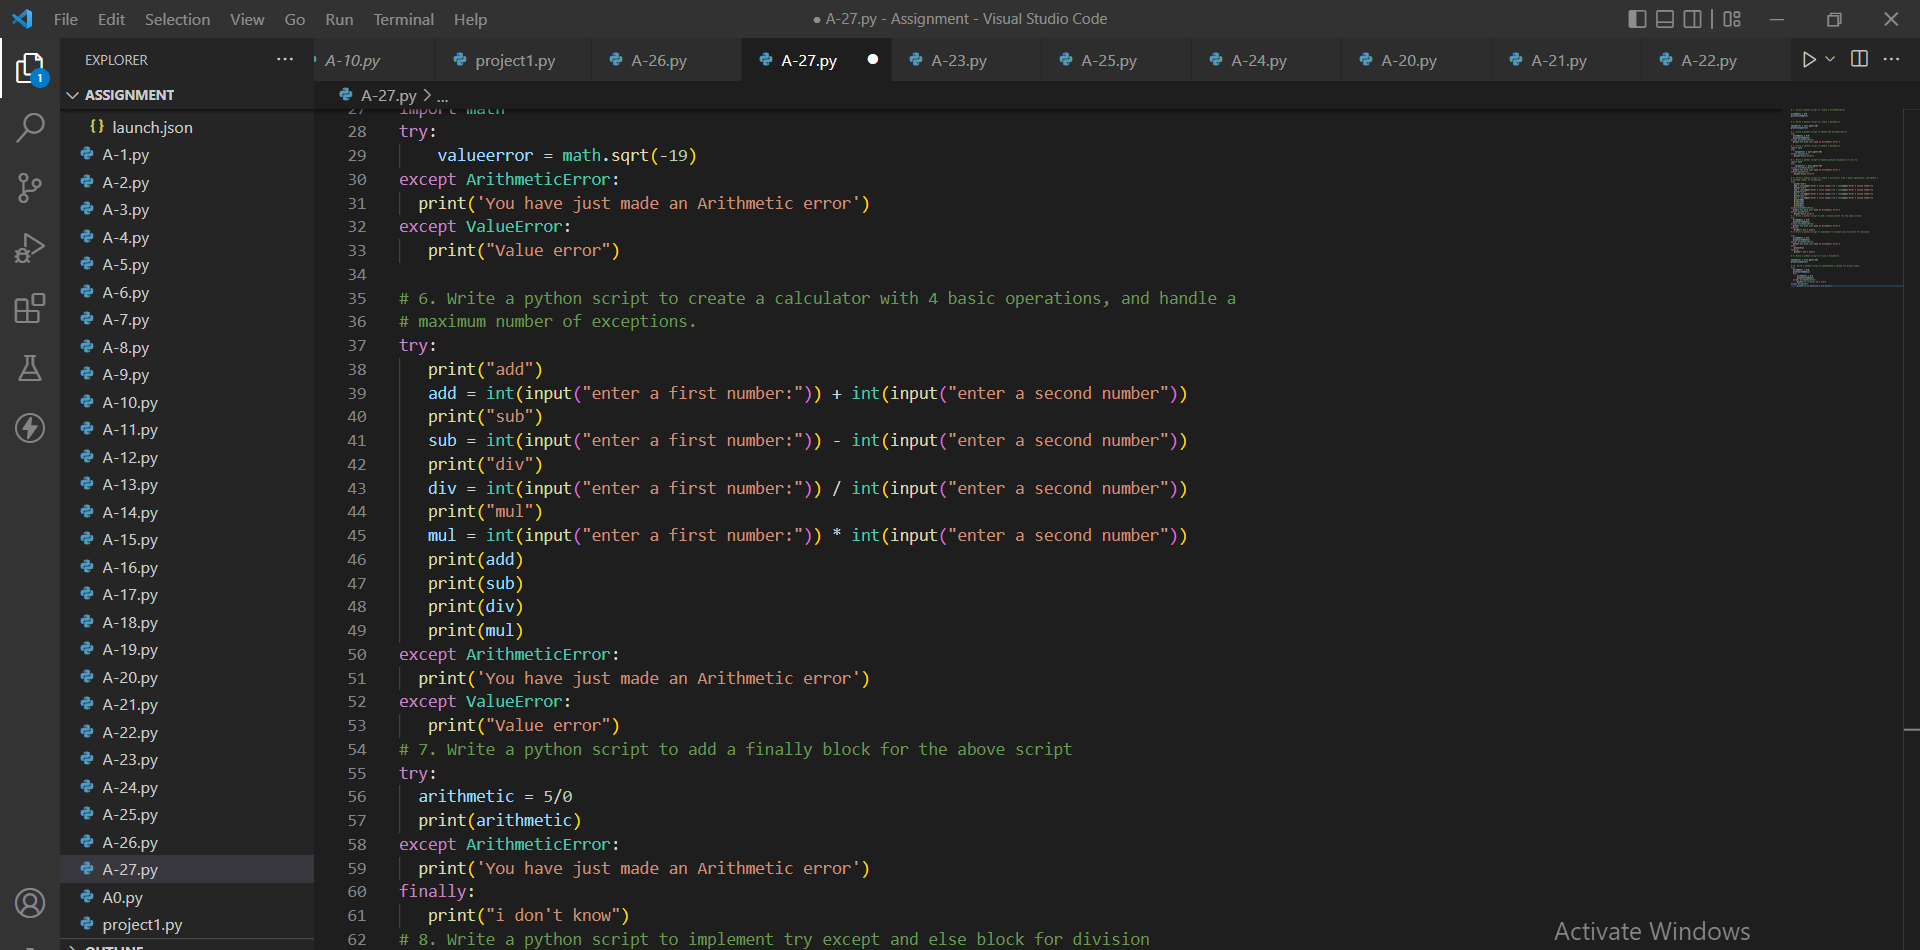 File Edit Selection View Go Run Terminal Help
● A-27.py - Assignment - Visual Studio Code
EXPLORER ...
A-10.py project1.py A-26.py A-27.py A-23.py A-25.py A-24.py A-20.py A-21.py A-22.py
1
ASSIGNMENT
A-27.py > ...
{} launch.json
A-1.py
A-2.py
A-3.py
A-4.py
A-5.py
A-6.py
A-7.py
A-8.py
A-9.py
A-10.py
A-11.py
A-12.py
A-13.py
A-14.py
A-15.py
A-16.py
A-17.py
A-18.py
A-19.py
A-20.py
A-21.py
A-22.py
A-23.py
A-24.py
A-25.py
A-26.py
A-27.py
A0.py
project1.py
OUTLINE
27 import math
28 try:
29     valueerror = math.sqrt(-19)
30 except ArithmeticError:
31   print('You have just made an Arithmetic error')
32 except ValueError:
33    print("Value error")
34
35 # 6. Write a python script to create a calculator with 4 basic operations, and handle a
36 # maximum number of exceptions.
37 try:
38    print("add")
39    add = int(input("enter a first number:")) + int(input("enter a second number"))
40    print("sub")
41    sub = int(input("enter a first number:")) - int(input("enter a second number"))
42    print("div")
43    div = int(input("enter a first number:")) / int(input("enter a second number"))
44    print("mul")
45    mul = int(input("enter a first number:")) * int(input("enter a second number"))
46    print(add)
47    print(sub)
48    print(div)
49    print(mul)
50 except ArithmeticError:
51   print('You have just made an Arithmetic error')
52 except ValueError:
53    print("Value error")
54 # 7. Write a python script to add a finally block for the above script
55 try:
56   arithmetic = 5/0
57   print(arithmetic)
58 except ArithmeticError:
59   print('You have just made an Arithmetic error')
60 finally:
61    print("i don't know")
62 # 8. Write a python script to implement try except and else block for division
Activate Windows